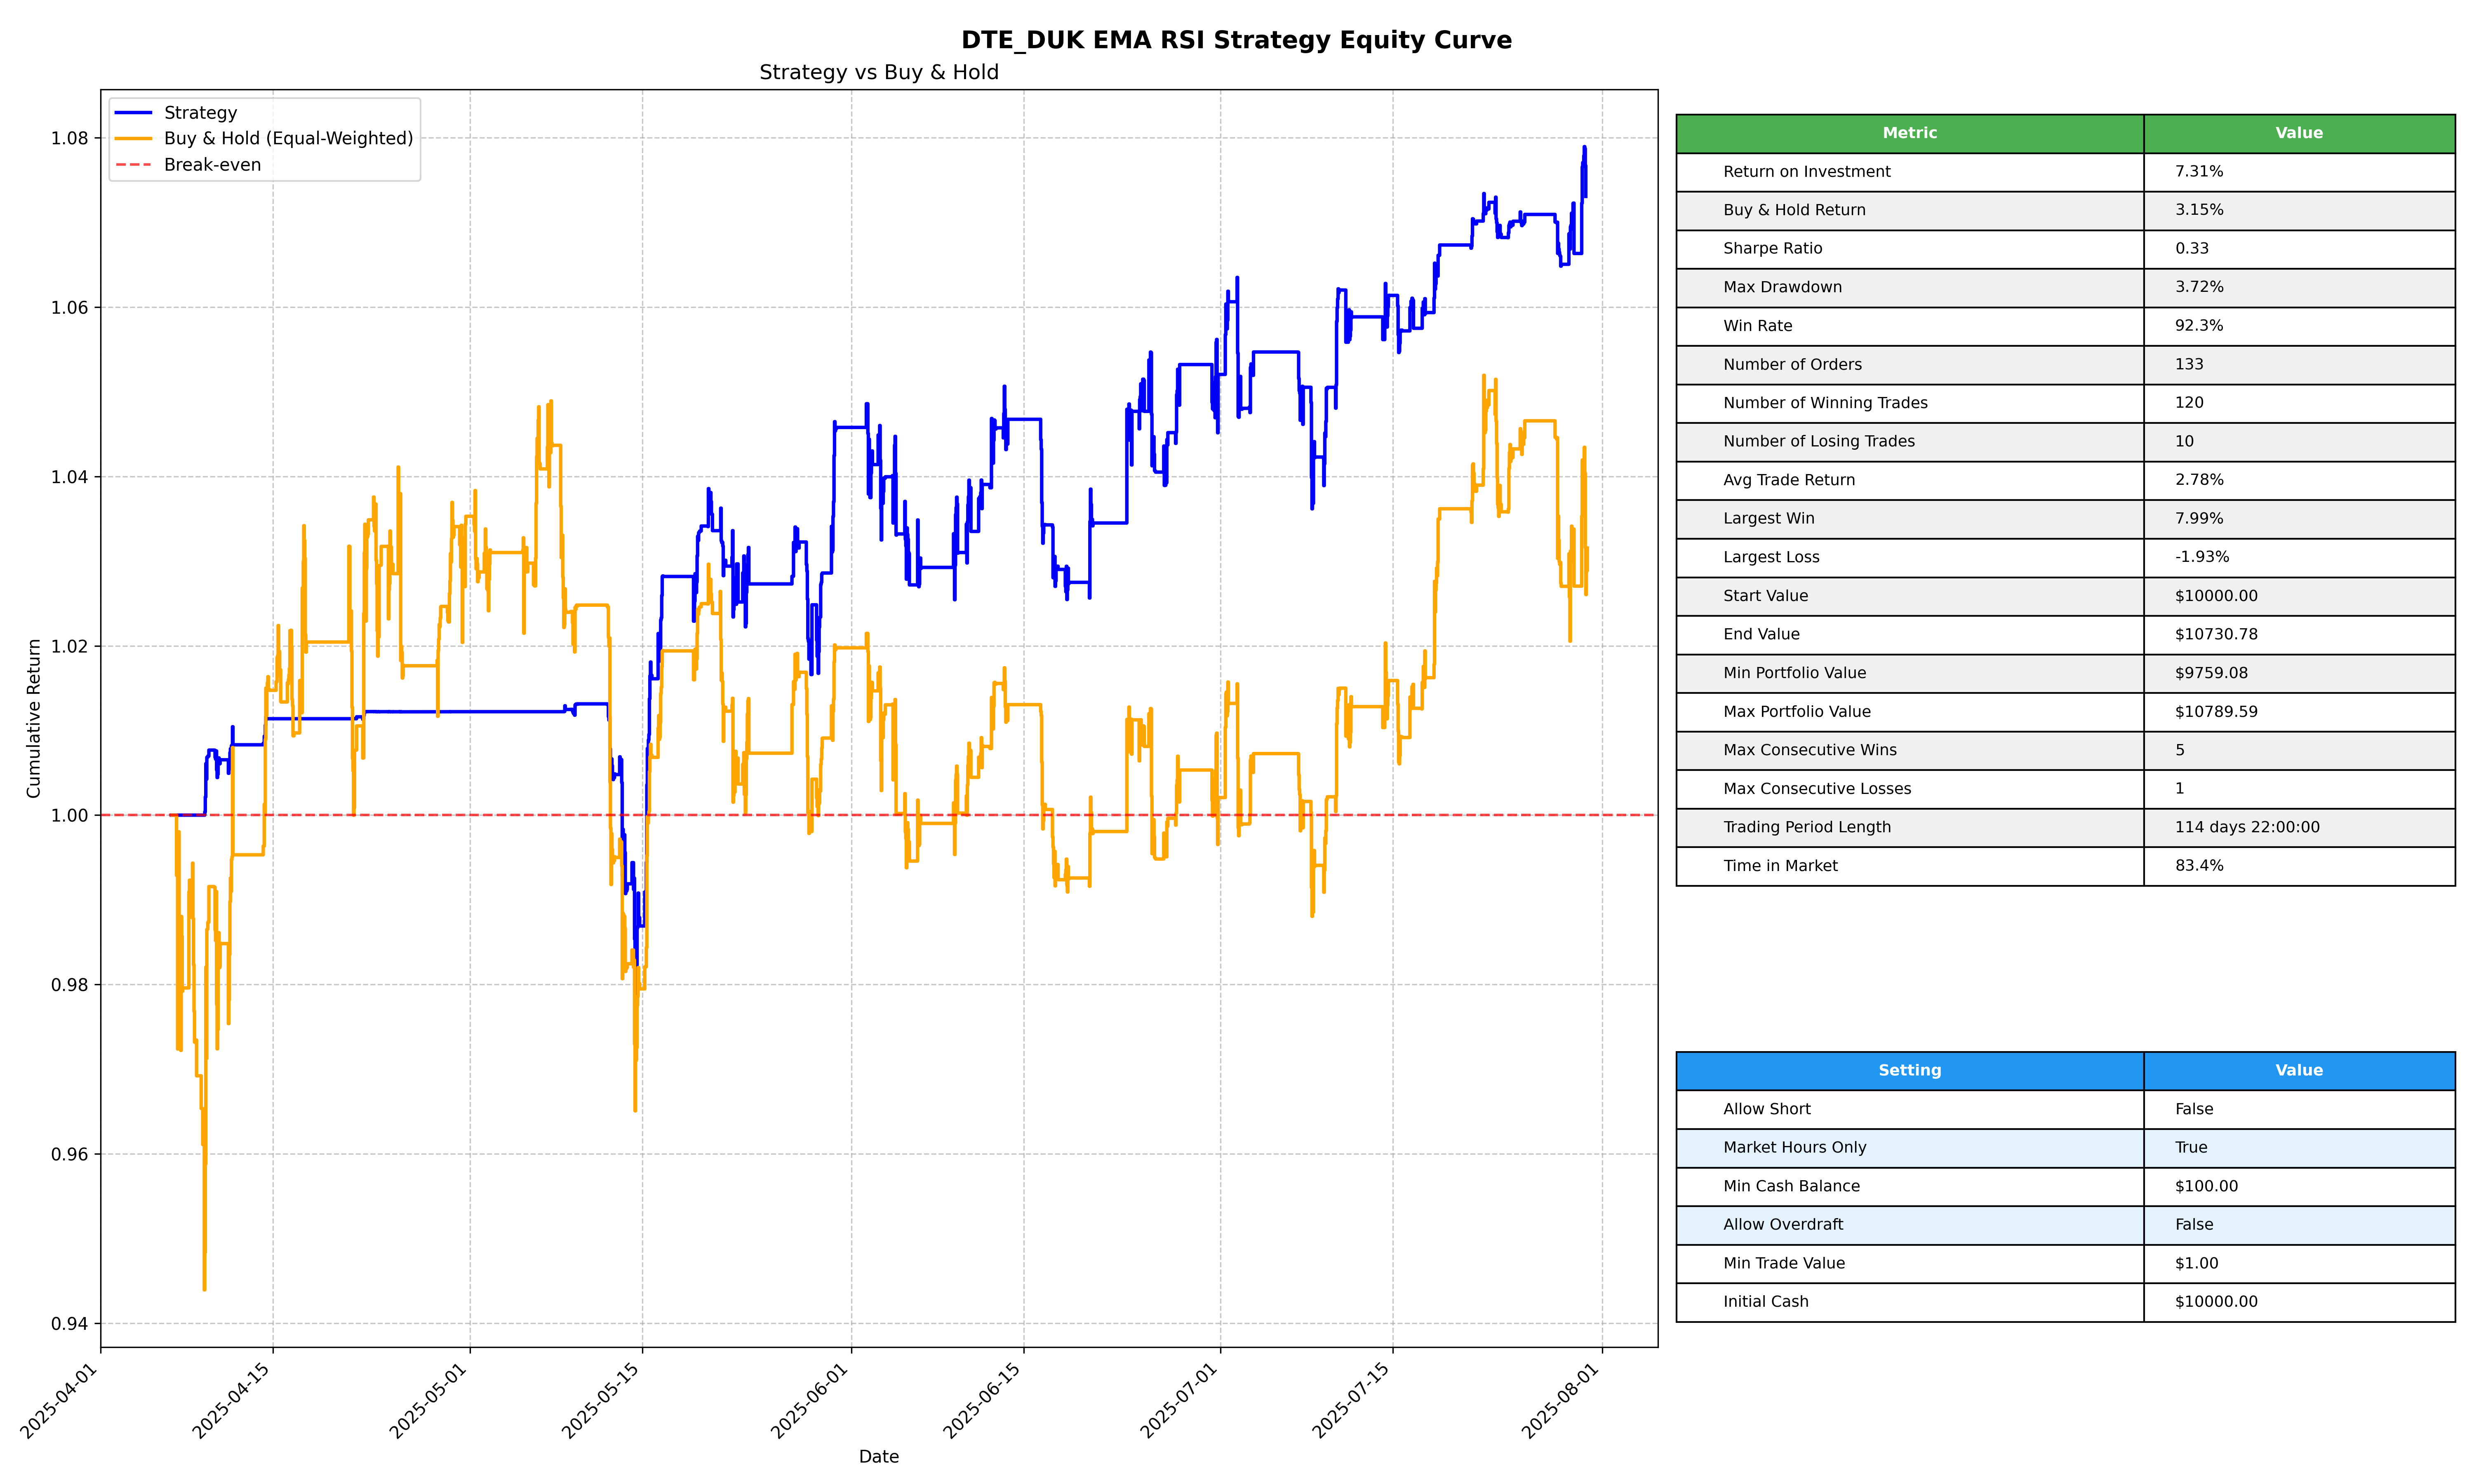 DTE_DUK EMA RSI Strategy Equity Curve
Strategy vs Buy & Hold
Strategy
Buy & Hold (Equal-Weighted)
Break-even
1.08
1.06
1.04
1.02
1.00
0.98
0.96
0.94
Cumulative Return
2025-04-01
2025-04-15
2025-05-01
2025-05-15
2025-06-01
2025-06-15
2025-07-01
2025-07-15
2025-08-01
Date
Metric Value
Return on Investment 7.31%
Buy & Hold Return 3.15%
Sharpe Ratio 0.33
Max Drawdown 3.72%
Win Rate 92.3%
Number of Orders 133
Number of Winning Trades 120
Number of Losing Trades 10
Avg Trade Return 2.78%
Largest Win 7.99%
Largest Loss -1.93%
Start Value $10000.00
End Value $10730.78
Min Portfolio Value $9759.08
Max Portfolio Value $10789.59
Max Consecutive Wins 5
Max Consecutive Losses 1
Trading Period Length 114 days 22:00:00
Time in Market 83.4%
Setting Value
Allow Short False
Market Hours Only True
Min Cash Balance $100.00
Allow Overdraft False
Min Trade Value $1.00
Initial Cash $10000.00